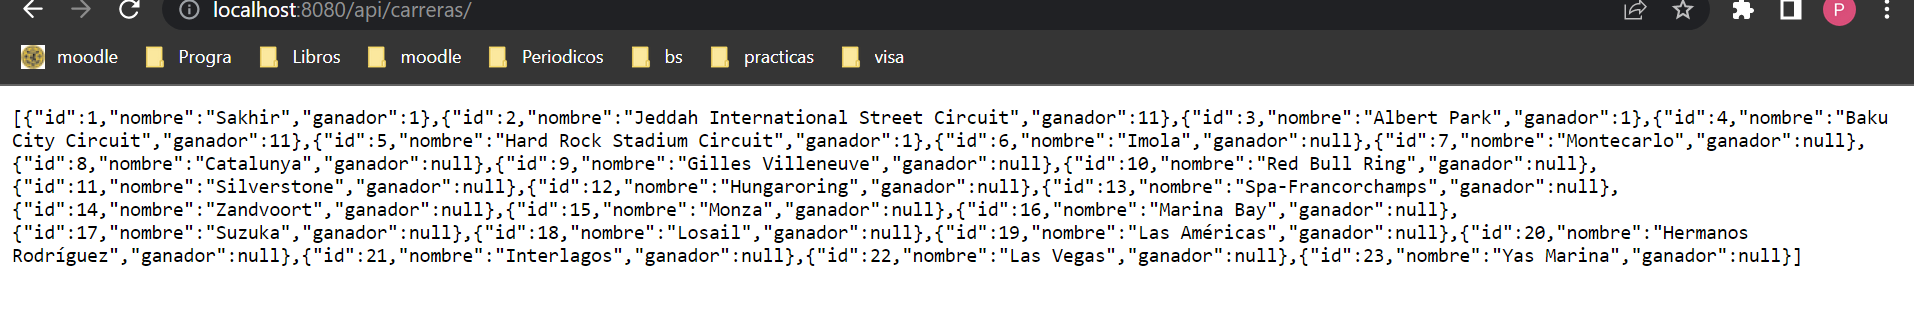 localhost:8080/api/carreras/
P
moodle Progra Libros moodle Periodicos bs practicas visa
[{"id":1,"nombre":"Sakhir","ganador":1},{"id":2,"nombre":"Jeddah International Street Circuit","ganador":11},{"id":3,"nombre":"Albert Park","ganador":1},{"id":4,"nombre":"Baku
City Circuit","ganador":11},{"id":5,"nombre":"Hard Rock Stadium Circuit","ganador":1},{"id":6,"nombre":"Imola","ganador":null},{"id":7,"nombre":"Montecarlo","ganador":null},
{"id":8,"nombre":"Catalunya","ganador":null},{"id":9,"nombre":"Gilles Villeneuve","ganador":null},{"id":10,"nombre":"Red Bull Ring","ganador":null},
{"id":11,"nombre":"Silverstone","ganador":null},{"id":12,"nombre":"Hungaroring","ganador":null},{"id":13,"nombre":"Spa-Francorchamps","ganador":null},
{"id":14,"nombre":"Zandvoort","ganador":null},{"id":15,"nombre":"Monza","ganador":null},{"id":16,"nombre":"Marina Bay","ganador":null},
{"id":17,"nombre":"Suzuka","ganador":null},{"id":18,"nombre":"Losail","ganador":null},{"id":19,"nombre":"Las Américas","ganador":null},{"id":20,"nombre":"Hermanos
Rodríguez","ganador":null},{"id":21,"nombre":"Interlagos","ganador":null},{"id":22,"nombre":"Las Vegas","ganador":null},{"id":23,"nombre":"Yas Marina","ganador":null}]